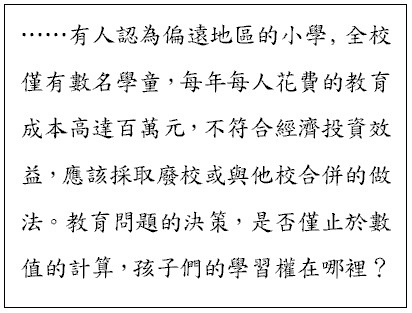 ……有人認為偏遠地區的小學, 全校
僅有數名學童，每年每人花費的教育
成本高達百萬元，不符合經濟投資效
益，應該採取廢校或與他校合併的做
法。教育問題的決策，是否僅止於數
值的計算，孩子們的學習權在哪裡？